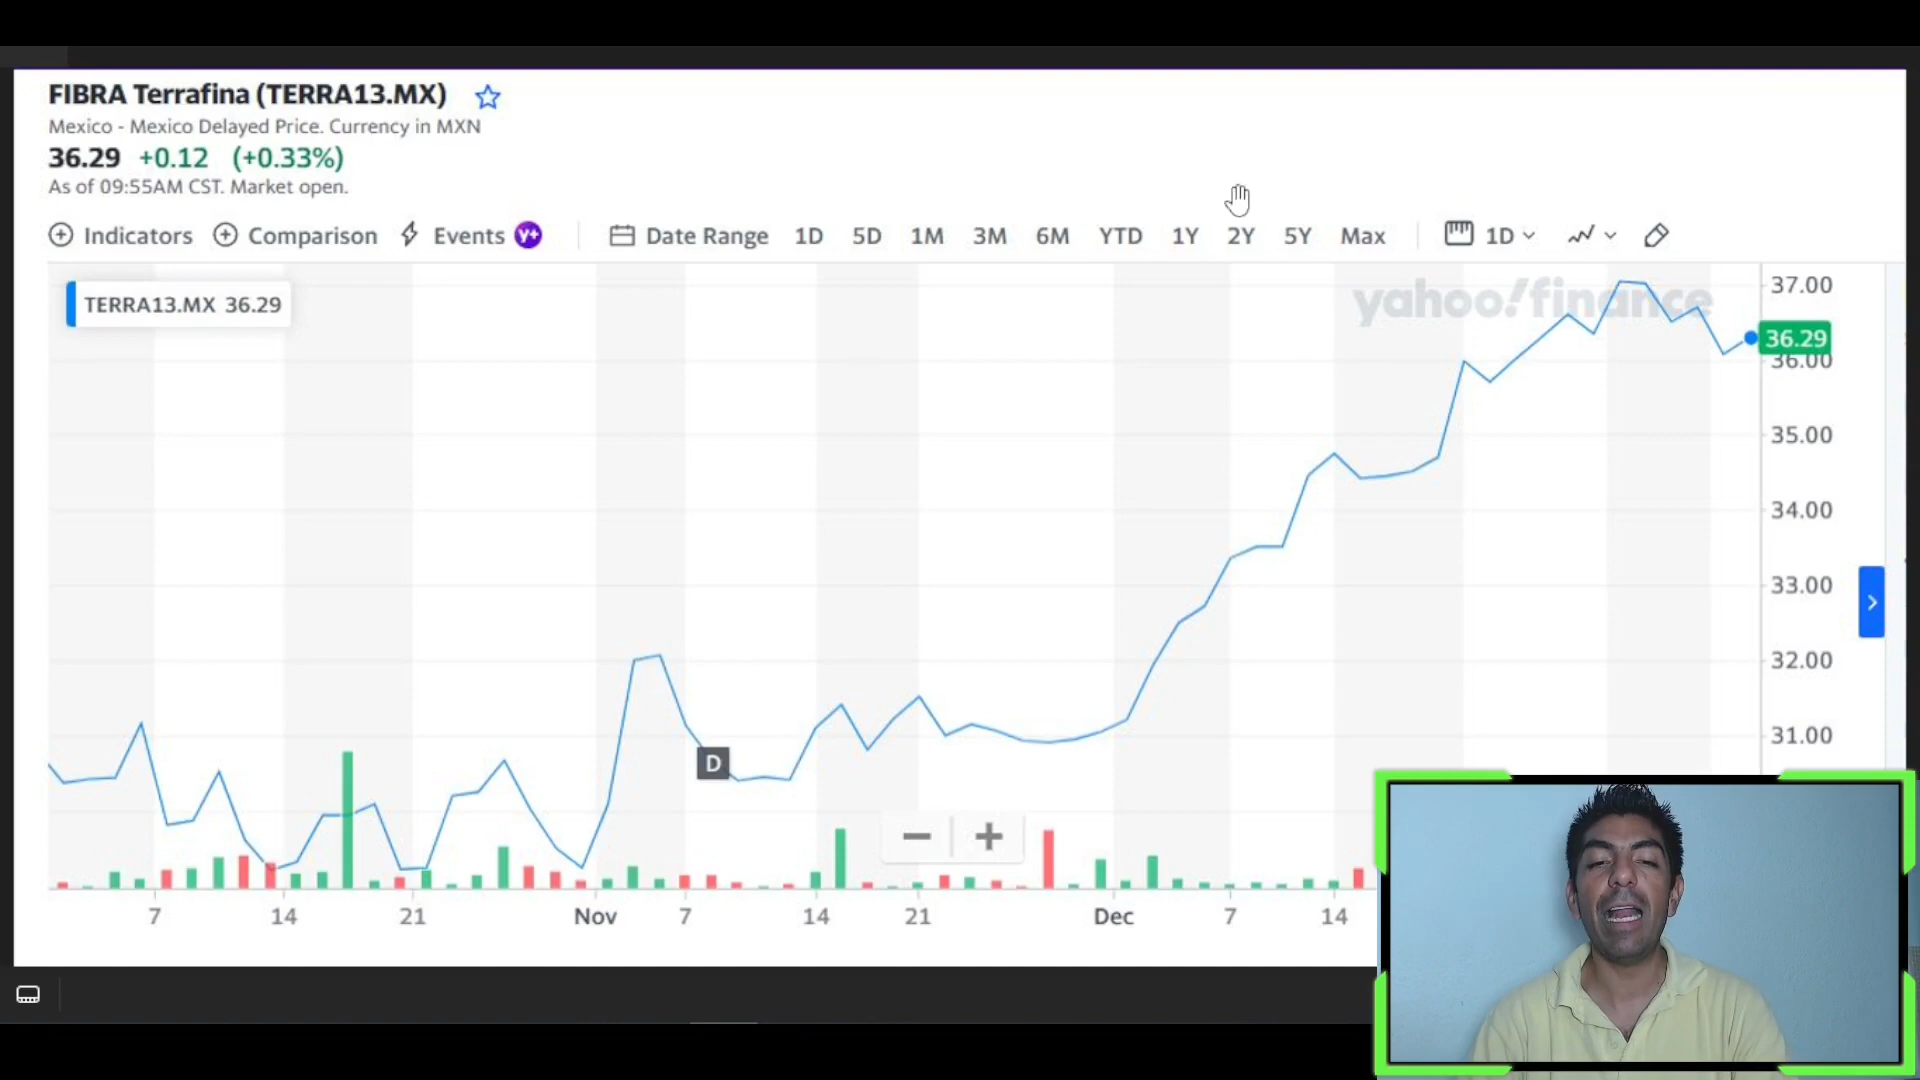 FIBRA Terrafina (TERRA13.MX)
Mexico - Mexico Delayed Price. Currency in MXN
36.29 +0.12 (+0.33%)
As of 09:55AM CST. Market open.
Indicators Comparison Events Y+ Date Range 1D 5D 1M 3M 6M YTD 1Y 2Y 5Y Max 1D
TERRA13.MX 36.29
yahoo!finance
37.00
36.29
36.00
35.00
34.00
33.00
32.00
31.00
D
7 14 21 Nov 7 14 21 Dec 7 14